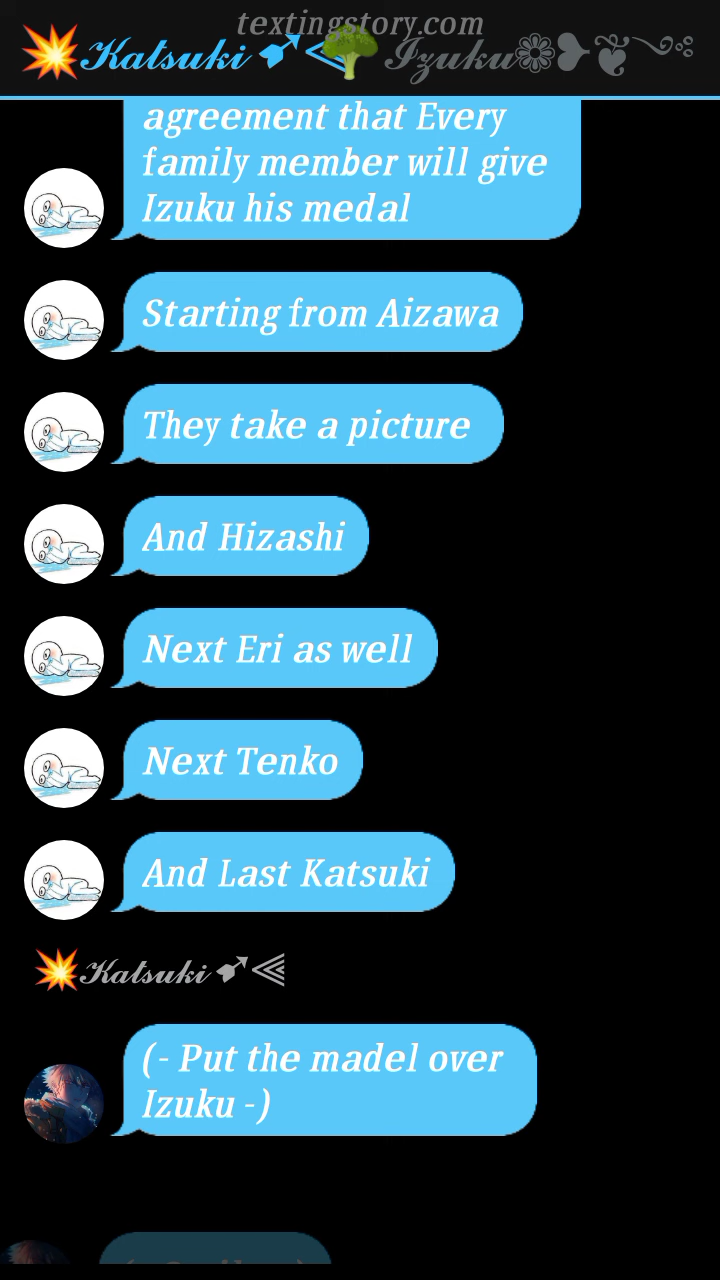 textingstory.com
💥𝓚𝓪𝓽𝓼𝓾𝓴𝓲➹⫷🥦𝓘𝔃𝓾𝓴𝓾❁❥❦༄
agreement that Every
family member will give
Izuku his medal
Starting from Aizawa
They take a picture
And Hizashi
Next Eri as well
Next Tenko
And Last Katsuki
💥𝓚𝓪𝓽𝓼𝓾𝓴𝓲➹⫷
(- Put the madel over
Izuku -)